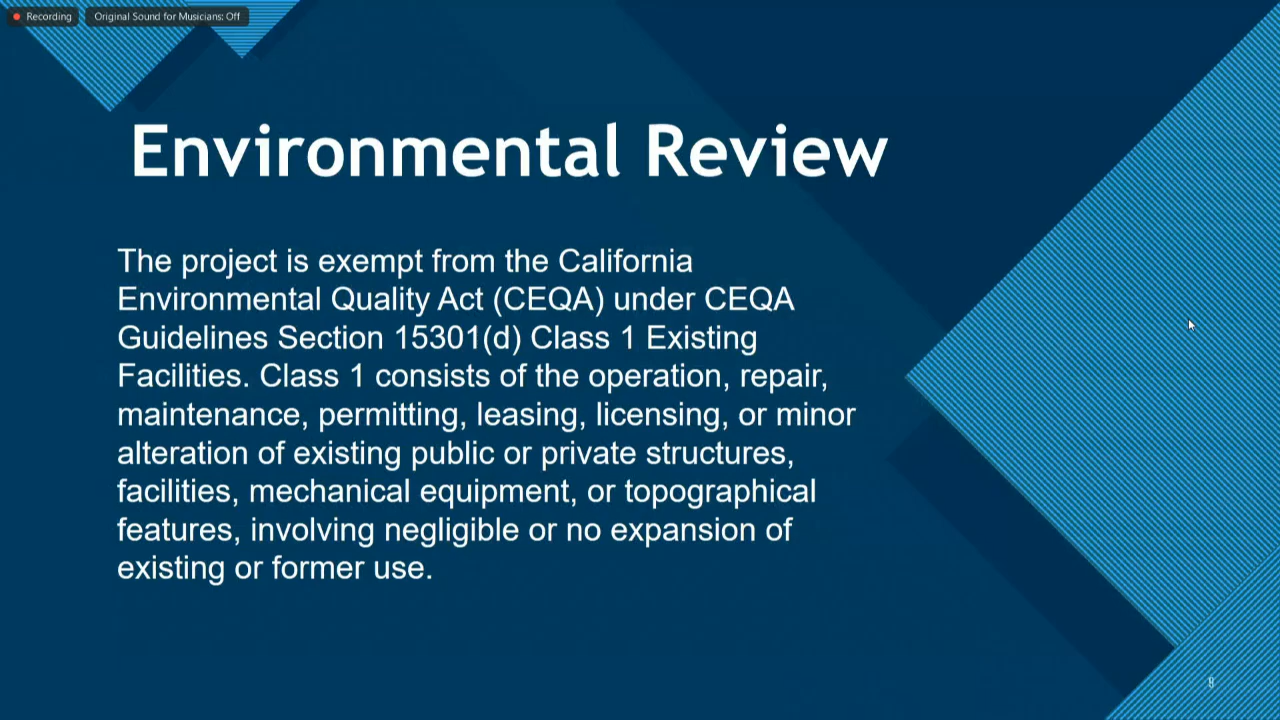 Recording
Original Sound for Musicians: Off
Environmental Review
The project is exempt from the California
Environmental Quality Act (CEQA) under CEQA
Guidelines Section 15301(d) Class 1 Existing
Facilities. Class 1 consists of the operation, repair,
maintenance, permitting, leasing, licensing, or minor
alteration of existing public or private structures,
facilities, mechanical equipment, or topographical
features, involving negligible or no expansion of
existing or former use.